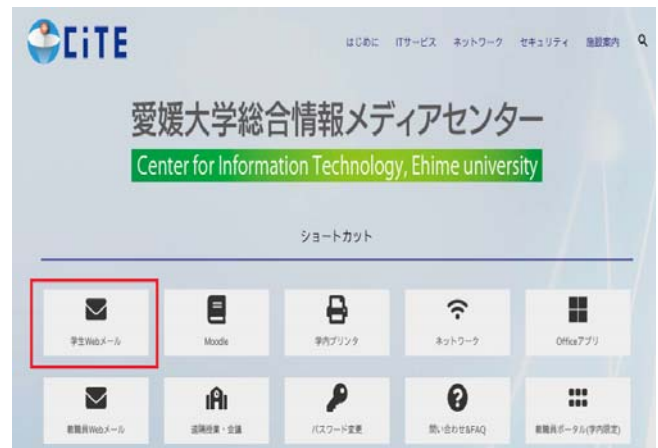 CiTE
はじめに ITサービス ネットワーク セキュリティ 施設案内
愛媛大学総合情報メディアセンター
Center for Information Technology, Ehime university
ショートカット
学生Webメール Moodle 学内プリンタ ネットワーク Officeアプリ
教職員Webメール 遠隔授業・会議 パスワード変更 問い合わせ&FAQ 教職員ポータル(学内限定)